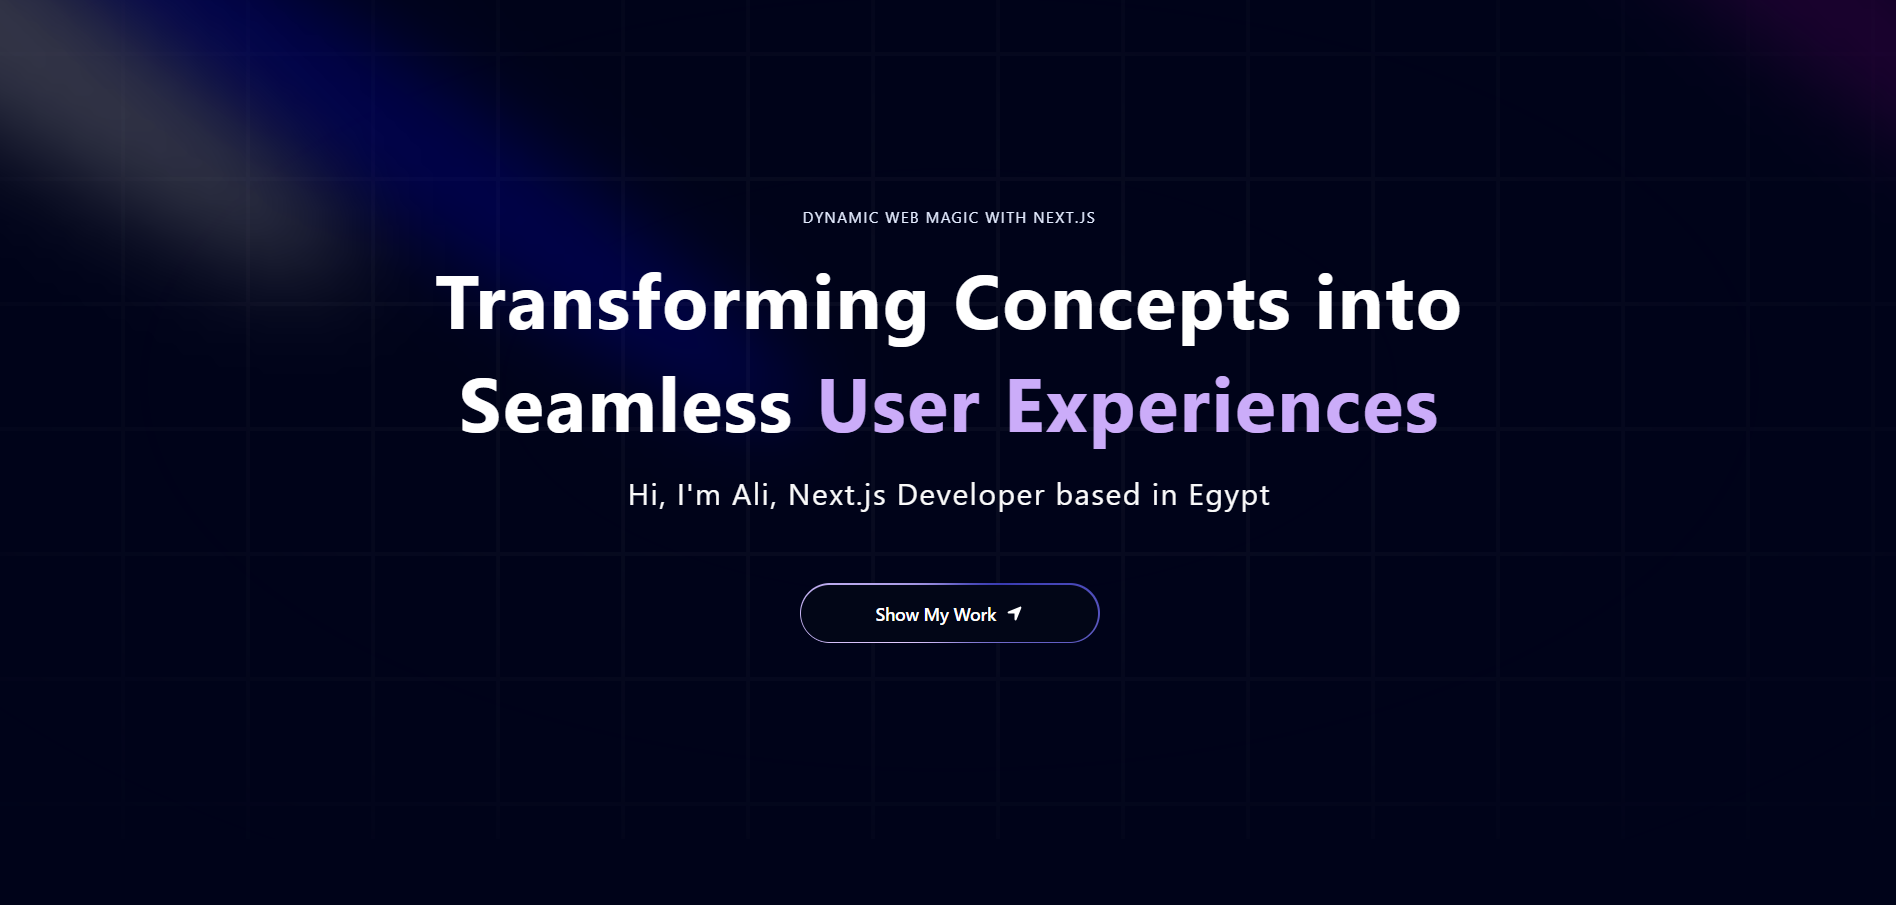 DYNAMIC WEB MAGIC WITH NEXT.JS
Transforming Concepts into
Seamless User Experiences
Hi, I'm Ali, Next.js Developer based in Egypt
Show My Work